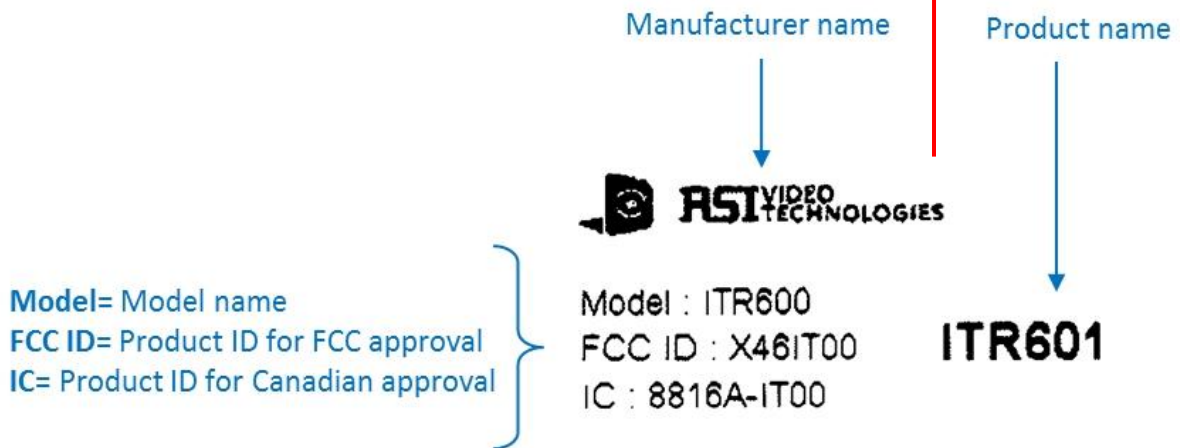 Manufacturer name
Product name
RSI VIDEO TECHNOLOGIES
Model= Model name
FCC ID= Product ID for FCC approval
IC= Product ID for Canadian approval
Model : ITR600
FCC ID : X46IT00
IC : 8816A-IT00
ITR601